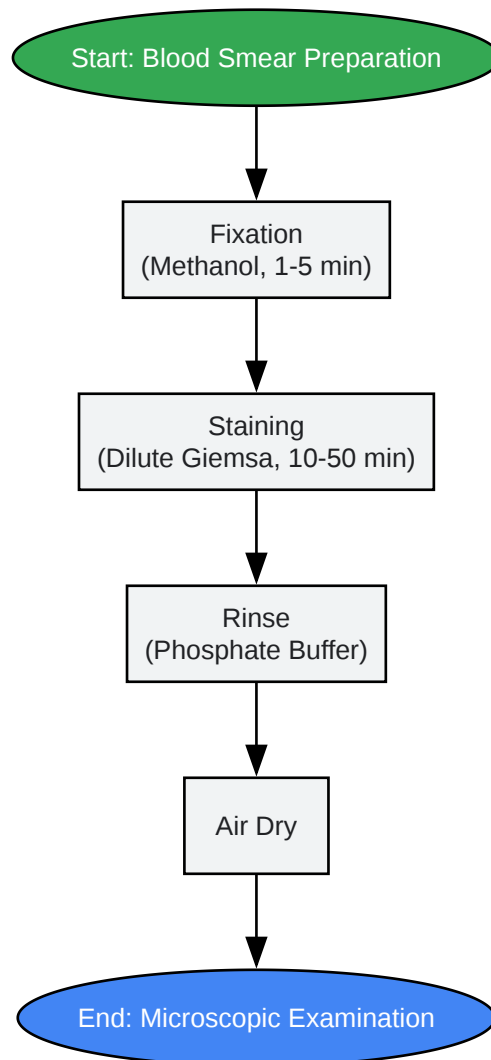 Start: Blood Smear Preparation
Fixation
(Methanol, 1-5 min)
Staining
(Dilute Giemsa, 10-50 min)
Rinse
(Phosphate Buffer)
Air Dry
End: Microscopic Examination